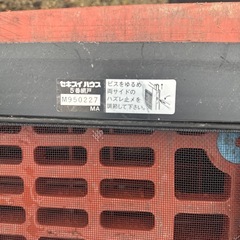 セキスイハウス
5番網戸
M950227
MA
ビスをゆるめ
両サイドの
ハズレ止メを
調節して下さい。